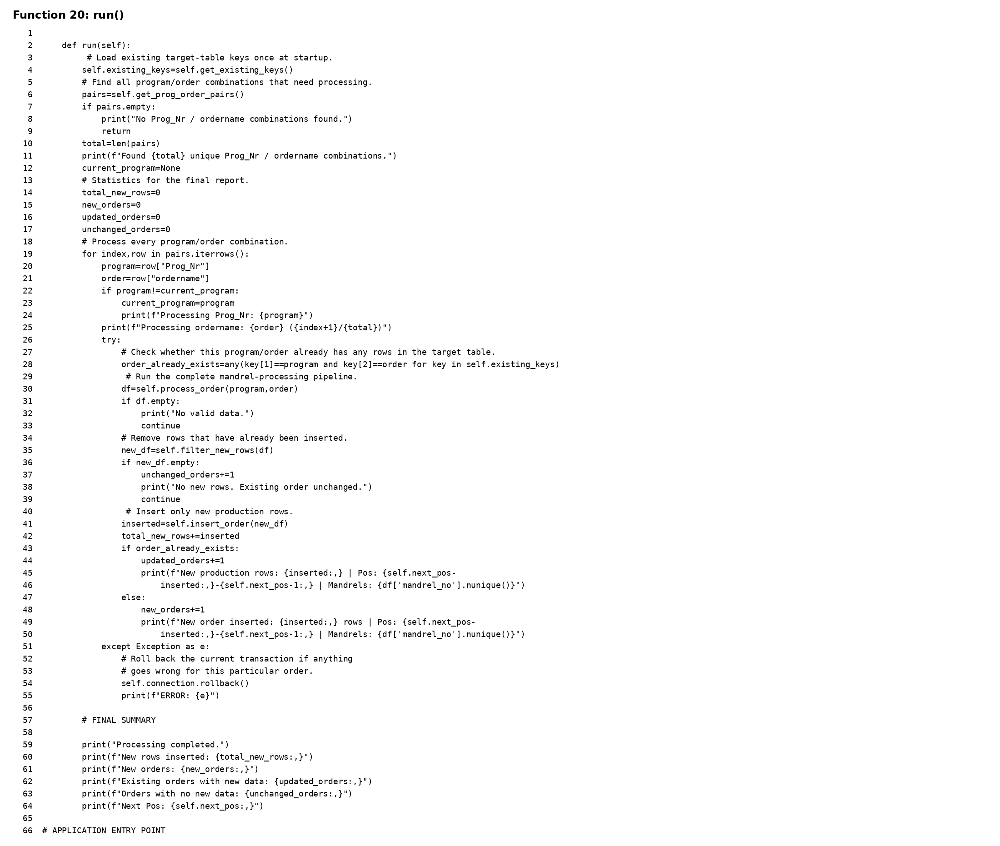 Function 20: run()
1
2      def run(self):
3           # Load existing target-table keys once at startup.
4          self.existing_keys=self.get_existing_keys()
5          # Find all program/order combinations that need processing.
6          pairs=self.get_prog_order_pairs()
7          if pairs.empty:
8              print("No Prog_Nr / ordername combinations found.")
9              return
10          total=len(pairs)
11          print(f"Found {total} unique Prog_Nr / ordername combinations.")
12          current_program=None
13          # Statistics for the final report.
14          total_new_rows=0
15          new_orders=0
16          updated_orders=0
17          unchanged_orders=0
18          # Process every program/order combination.
19          for index,row in pairs.iterrows():
20              program=row["Prog_Nr"]
21              order=row["ordername"]
22              if program!=current_program:
23                  current_program=program
24                  print(f"Processing Prog_Nr: {program}")
25              print(f"Processing ordername: {order} ({index+1}/{total})")
26              try:
27                  # Check whether this program/order already has any rows in the target table.
28                  order_already_exists=any(key[1]==program and key[2]==order for key in self.existing_keys)
29                   # Run the complete mandrel-processing pipeline.
30                  df=self.process_order(program,order)
31                  if df.empty:
32                      print("No valid data.")
33                      continue
34                  # Remove rows that have already been inserted.
35                  new_df=self.filter_new_rows(df)
36                  if new_df.empty:
37                      unchanged_orders+=1
38                      print("No new rows. Existing order unchanged.")
39                      continue
40                   # Insert only new production rows.
41                  inserted=self.insert_order(new_df)
42                  total_new_rows+=inserted
43                  if order_already_exists:
44                      updated_orders+=1
45                      print(f"New production rows: {inserted:,} | Pos: {self.next_pos-
46                          inserted:,}-{self.next_pos-1:,} | Mandrels: {df['mandrel_no'].nunique()}")
47                  else:
48                      new_orders+=1
49                      print(f"New order inserted: {inserted:,} rows | Pos: {self.next_pos-
50                          inserted:,}-{self.next_pos-1:,} | Mandrels: {df['mandrel_no'].nunique()}")
51              except Exception as e:
52                  # Roll back the current transaction if anything
53                  # goes wrong for this particular order.
54                  self.connection.rollback()
55                  print(f"ERROR: {e}")
56
57          # FINAL SUMMARY
58
59          print("Processing completed.")
60          print(f"New rows inserted: {total_new_rows:,}")
61          print(f"New orders: {new_orders:,}")
62          print(f"Existing orders with new data: {updated_orders:,}")
63          print(f"Orders with no new data: {unchanged_orders:,}")
64          print(f"Next Pos: {self.next_pos:,}")
65
66  # APPLICATION ENTRY POINT